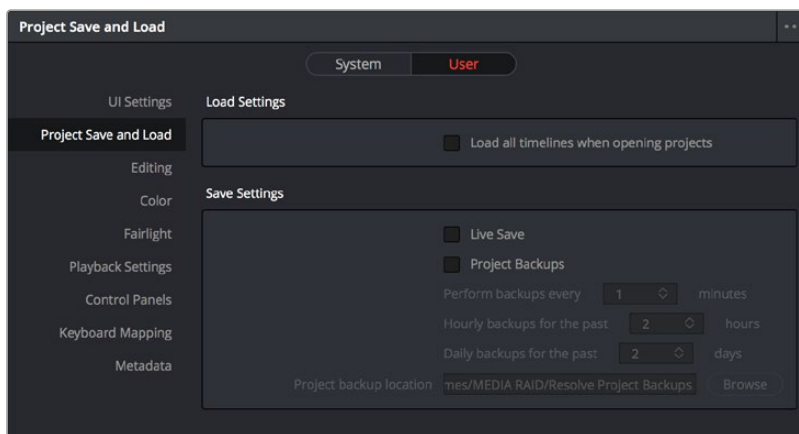 Project Save and Load
System User
UI Settings
Load Settings
Project Save and Load
Load all timelines when opening projects
Editing
Color
Save Settings
Fairlight
Live Save
Playback Settings
Project Backups
Control Panels
Perform backups every 1 minutes
Keyboard Mapping
Hourly backups for the past 2 hours
Metadata
Daily backups for the past 2 days
Project backup location mes/MEDIA RAID/Resolve Project Backups Browse